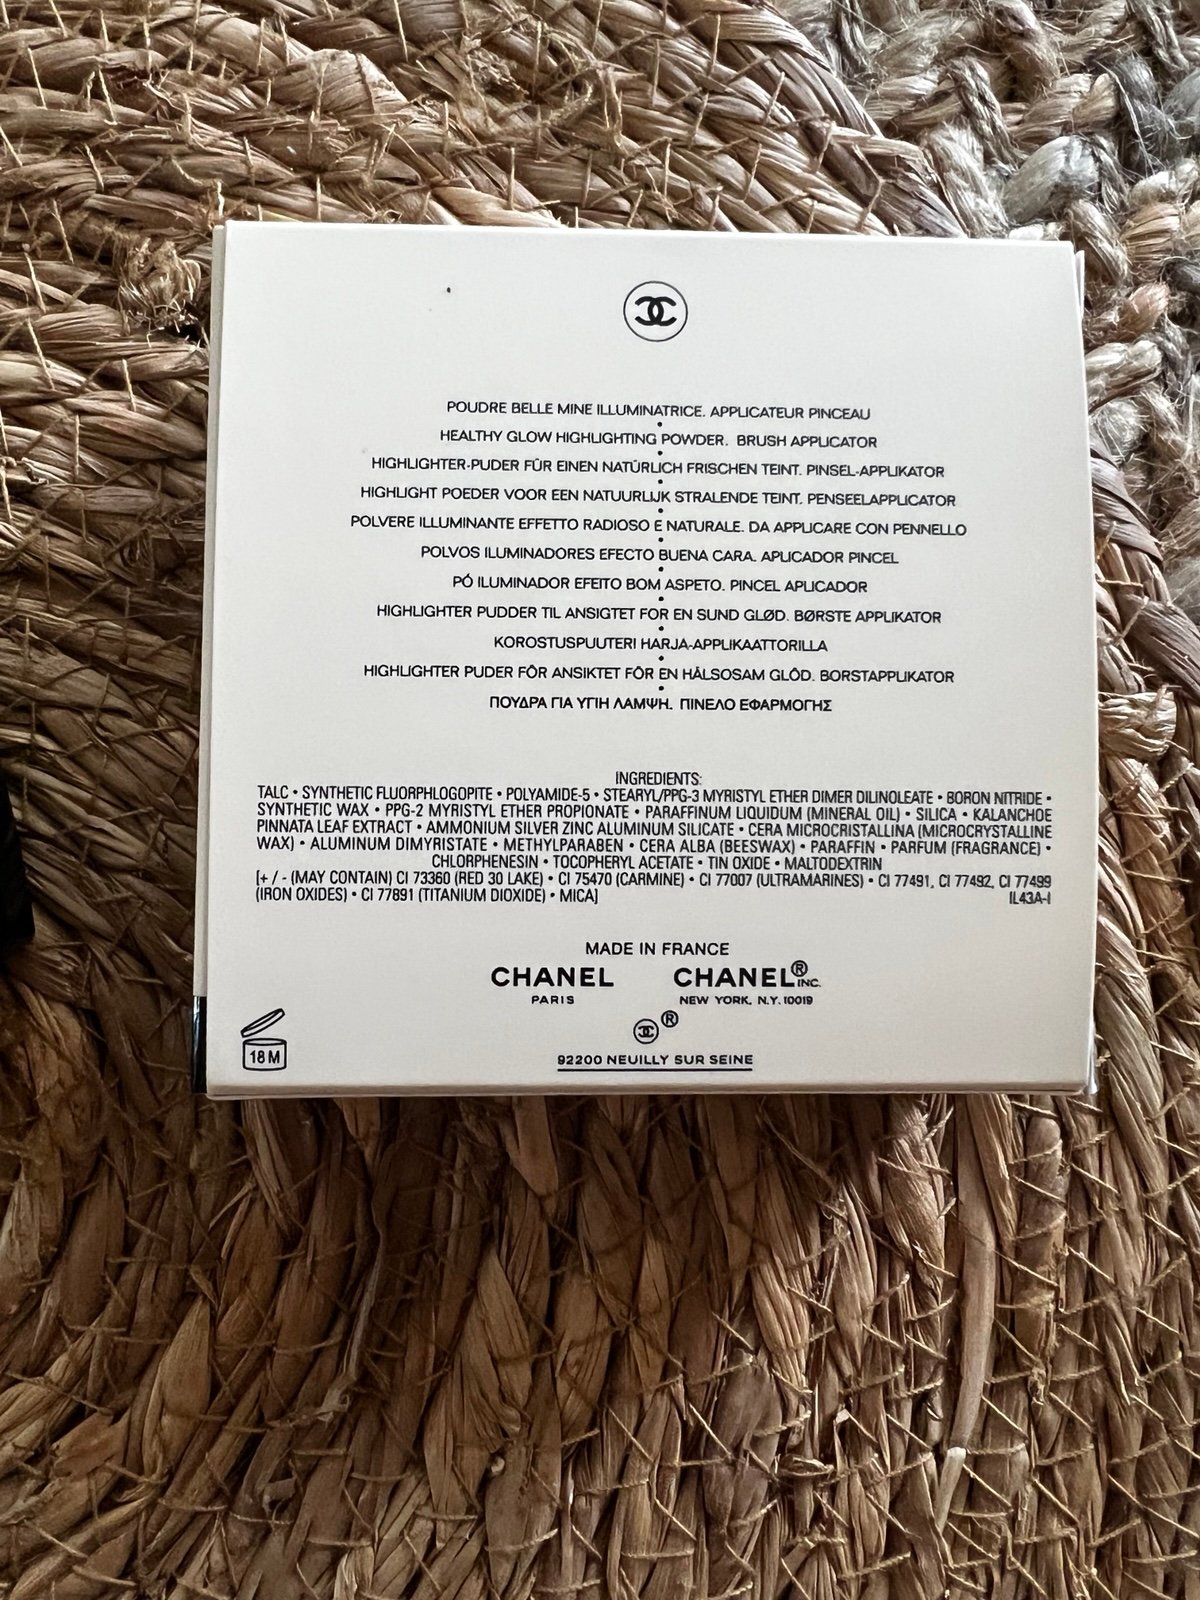 POUDRE BELLE MINE ILLUMINATRICE. APPLICATEUR PINCEAU
•
HEALTHY GLOW HIGHLIGHTING POWDER. BRUSH APPLICATOR
•
HIGHLIGHTER-PUDER FÜR EINEN NATÜRLICH FRISCHEN TEINT. PINSEL-APPLIKATOR
•
HIGHLIGHT POEDER VOOR EEN NATUURLIJK STRALENDE TEINT. PENSEELAPPLICATOR
•
POLVERE ILLUMINANTE EFFETTO RADIOSO E NATURALE. DA APPLICARE CON PENNELLO
•
POLVOS ILUMINADORES EFECTO BUENA CARA. APLICADOR PINCEL
•
PÓ ILUMINADOR EFEITO BOM ASPETO. PINCEL APLICADOR
•
HIGHLIGHTER PUDDER TIL ANSIGTET FOR EN SUND GLØD. BØRSTE APPLIKATOR
•
KOROSTUSPUUTERI HARJA-APPLIKAATTORILLA
•
HIGHLIGHTER PUDER FÖR ANSIKTET FÖR EN HÄLSOSAM GLÖD. BORSTAPPLIKATOR
•
ΠΟΥΔΡΑ ΓΙΑ ΥΓΙΗ ΛΑΜΨΗ. ΠΙΝΕΛΟ ΕΦΑΡΜΟΓΗΣ
INGREDIENTS:
TALC • SYNTHETIC FLUORPHLOGOPITE • POLYAMIDE-5 • STEARYL/PPG-3 MYRISTYL ETHER DIMER DILINOLEATE • BORON NITRIDE •
SYNTHETIC WAX • PPG-2 MYRISTYL ETHER PROPIONATE • PARAFFINUM LIQUIDUM (MINERAL OIL) • SILICA • KALANCHOE
PINNATA LEAF EXTRACT • AMMONIUM SILVER ZINC ALUMINUM SILICATE • CERA MICROCRISTALLINA (MICROCRYSTALLINE
WAX) • ALUMINUM DIMYRISTATE • METHYLPARABEN • CERA ALBA (BEESWAX) • PARAFFIN • PARFUM (FRAGRANCE) •
CHLORPHENESIN • TOCOPHERYL ACETATE • TIN OXIDE • MALTODEXTRIN
[+ / - (MAY CONTAIN) CI 73360 (RED 30 LAKE) • CI 75470 (CARMINE) • CI 77007 (ULTRAMARINES) • CI 77491, CI 77492, CI 77499
(IRON OXIDES) • CI 77891 (TITANIUM DIOXIDE) • MICA] IL43A-I
MADE IN FRANCE
CHANEL CHANEL® INC.
PARIS NEW YORK, N.Y. 10019
®
18 M
92200 NEUILLY SUR SEINE